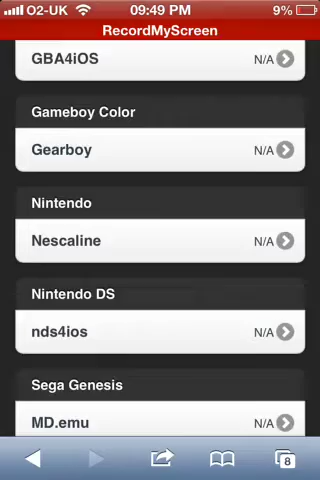 O2-UK 09:49 PM 9%
RecordMyScreen
GBA4iOS N/A
Gameboy Color
Gearboy N/A
Nintendo
Nescaline N/A
Nintendo DS
nds4ios N/A
Sega Genesis
MD.emu N/A
8